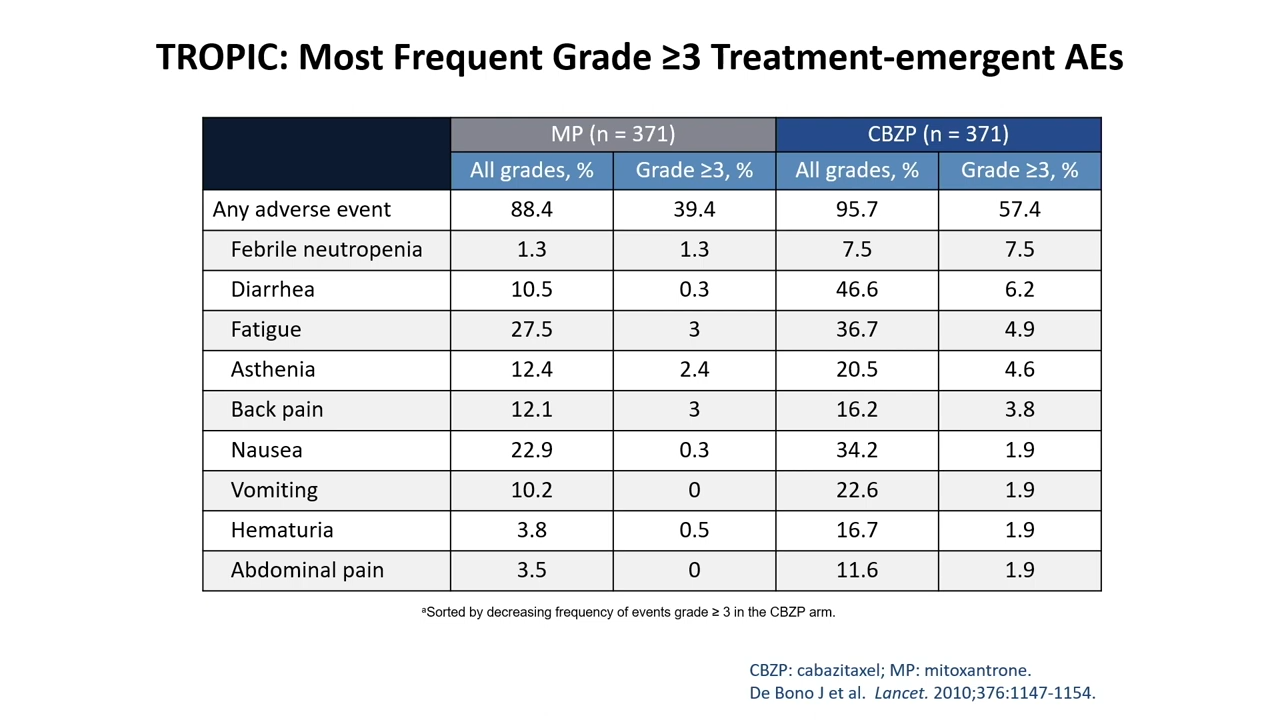 TROPIC: Most Frequent Grade ≥3 Treatment-emergent AEs
MP (n = 371) CBZP (n = 371)
All grades, % Grade ≥3, % All grades, % Grade ≥3, %
Any adverse event 88.4 39.4 95.7 57.4
Febrile neutropenia 1.3 1.3 7.5 7.5
Diarrhea 10.5 0.3 46.6 6.2
Fatigue 27.5 3 36.7 4.9
Asthenia 12.4 2.4 20.5 4.6
Back pain 12.1 3 16.2 3.8
Nausea 22.9 0.3 34.2 1.9
Vomiting 10.2 0 22.6 1.9
Hematuria 3.8 0.5 16.7 1.9
Abdominal pain 3.5 0 11.6 1.9
ᵃSorted by decreasing frequency of events grade ≥ 3 in the CBZP arm.
CBZP: cabazitaxel; MP: mitoxantrone.
De Bono J et al. Lancet. 2010;376:1147-1154.